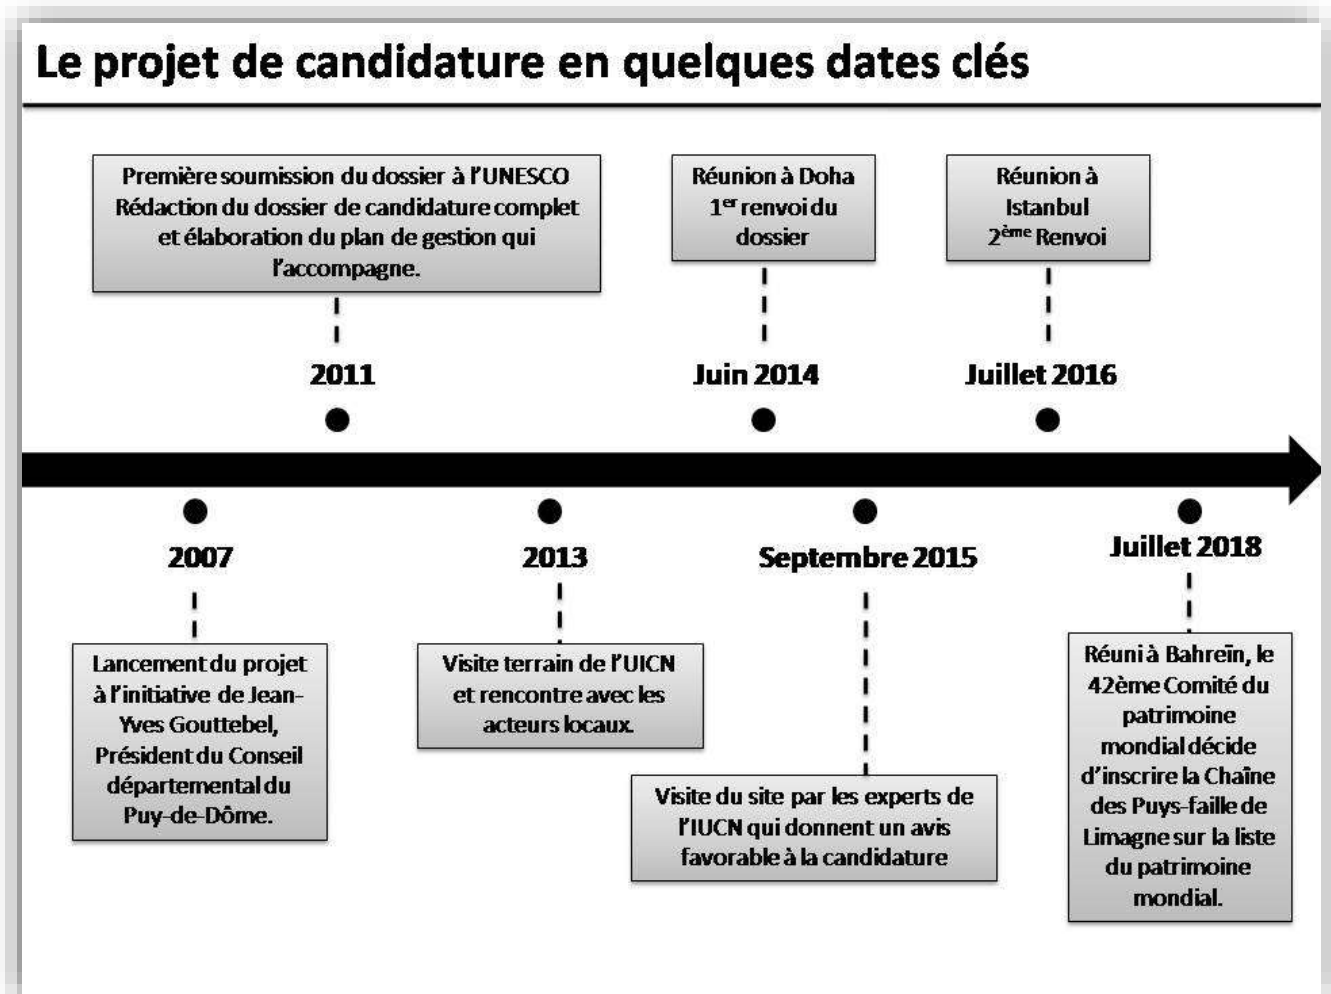 Le projet de candidature en quelques dates clés
Première soumission du dossier à l'UNESCO
Rédaction du dossier de candidature complet
et élaboration du plan de gestion qui
l'accompagne.
Réunion à Doha
1er renvoi du
dossier
Réunion à
Istanbul
2ème Renvoi
2011
Juin 2014
Juillet 2016
2007
2013
Septembre 2015
Juillet 2018
Lancement du projet
à l'initiative de Jean-
Yves Gouttebel,
Président du Conseil
départemental du
Puy-de-Dôme.
Visite terrain de l'UICN
et rencontre avec les
acteurs locaux.
Visite du site par les experts de
l'IUCN qui donnent un avis
favorable à la candidature
Réuni à Bahreïn, le
42ème Comité du
patrimoine
mondial décide
d'inscrire la Chaîne
des Puys-faille de
Limagne sur la liste
du patrimoine
mondial.